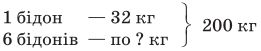 1 бідон — 32 кг
6 бідонів — по ? кг
200 кг